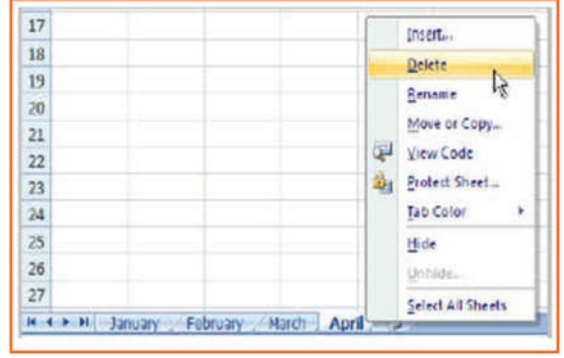 17
18
19
20
21
22
23
24
25
26
27
Insert...
Delete
Rename
Move or Copy...
View Code
Protect Sheet...
Tab Color
Hide
Unhide...
Select All Sheets
January February March April